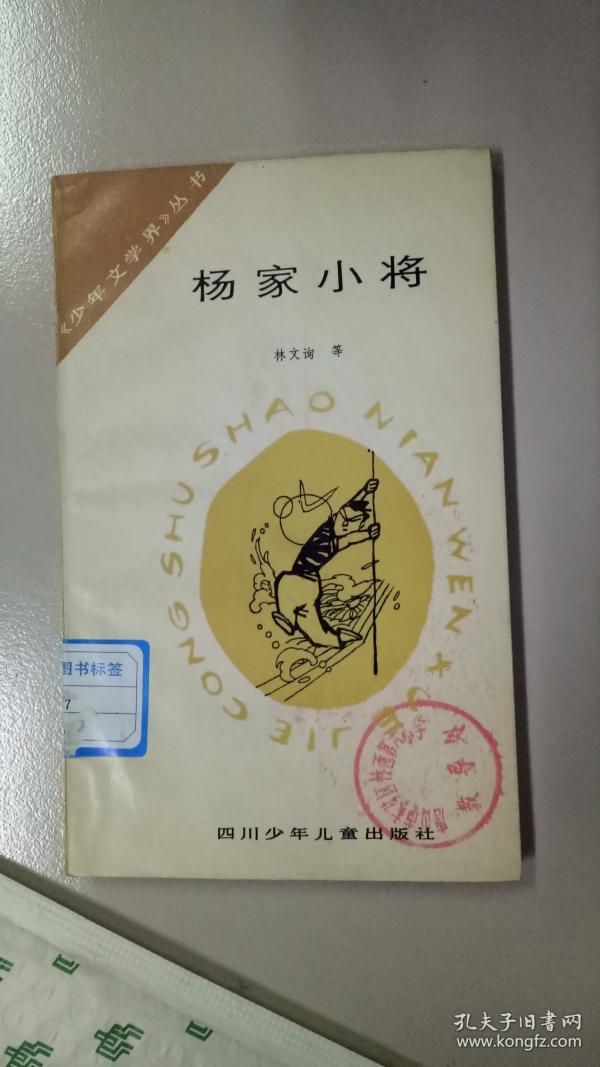 《少年文学界》丛书
杨家小将
林文询 等
CONG SHU SHAO NIAN WEN
JIE
图书标签
7
四川少年儿童出版社
孔夫子旧书网
www.kongfz.com